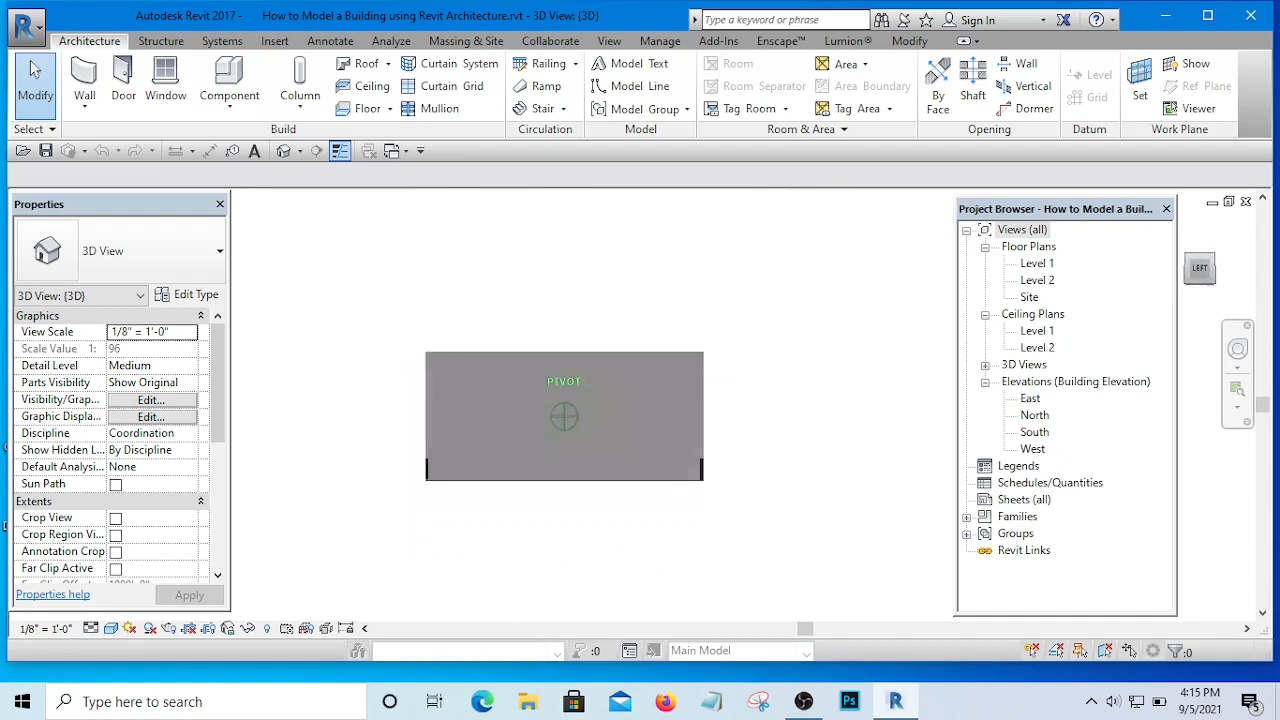 Autodesk Revit 2017 - How to Model a Building using Revit Architecture.rvt - 3D View: {3D}
Type a keyword or phrase
Sign In
Architecture Structure Systems Insert Annotate Analyze Massing & Site Collaborate View Manage Add-Ins Enscape™ Lumion® Modify
Roof Curtain System Railing Model Text Room Area Wall Show
Modify Wall Door Window Component Ceiling Column Curtain Grid Ramp Model Line Room Separator Area Boundary By Face Shaft Vertical Level Grid Set Ref Plane
Floor Mullion Stair Model Group Tag Room Tag Area Dormer Viewer
Select Build Circulation Model Room & Area Opening Datum Work Plane
Properties
3D View
3D View: {3D} Edit Type
Graphics
View Scale 1/8" = 1'-0"
Scale Value 1: 96
Detail Level Medium
Parts Visibility Show Original
Visibility/Grap... Edit...
Graphic Displa... Edit...
Discipline Coordination
Show Hidden L... By Discipline
Default Analysi... None
Sun Path
Extents
Crop View
Crop Region Vi...
Annotation Crop
Far Clip Active
Properties help Apply
PIVOT
Project Browser - How to Model a Buil...
Views (all)
Floor Plans
Level 1
Level 2
Site
Ceiling Plans
Level 1
Level 2
3D Views
Elevations (Building Elevation)
East
North
South
West
Legends
Schedules/Quantities
Sheets (all)
Families
Groups
Revit Links
LEFT
1/8" = 1'-0"
:0 Main Model :0
Type here to search
4:15 PM
9/5/2021
5